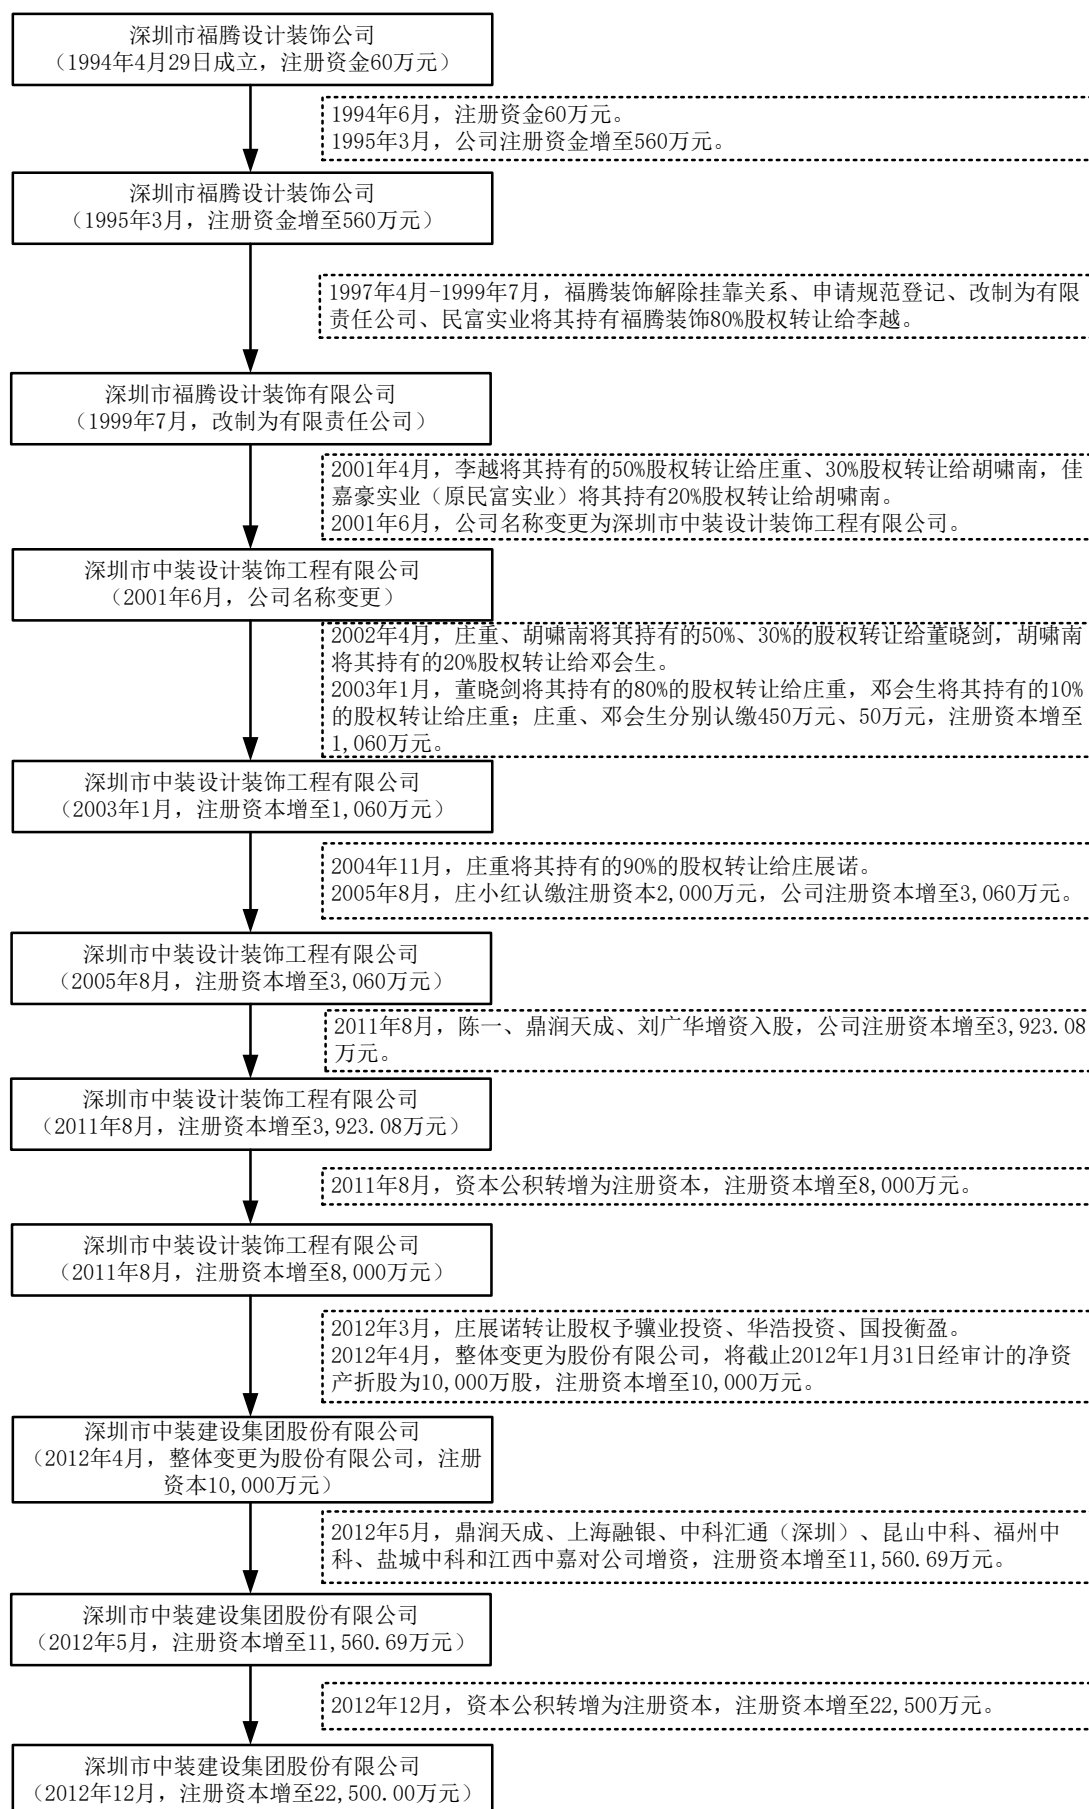 深圳市福腾设计装饰公司
（1994年4月29日成立，注册资金60万元）
1994年6月，注册资金60万元。
1995年3月，公司注册资金增至560万元。
深圳市福腾设计装饰公司
（1995年3月，注册资金增至560万元）
1997年4月-1999年7月，福腾装饰解除挂靠关系、申请规范登记、改制为有限
责任公司、民富实业将其持有福腾装饰80%股权转让给李越。
深圳市福腾设计装饰有限公司
（1999年7月，改制为有限责任公司）
2001年4月，李越将其持有的50%股权转让给庄重、30%股权转让给胡啸南，佳
嘉豪实业（原民富实业）将其持有20%股权转让给胡啸南。
2001年6月，公司名称变更为深圳市中装设计装饰工程有限公司。
深圳市中装设计装饰工程有限公司
（2001年6月，公司名称变更）
2002年4月，庄重、胡啸南将其持有的50%、30%的股权转让给董晓剑，胡啸南
将其持有的20%股权转让给邓会生。
2003年1月，董晓剑将其持有的80%的股权转让给庄重，邓会生将其持有的10%
的股权转让给庄重；庄重、邓会生分别认缴450万元、50万元，注册资本增至
1,060万元。
深圳市中装设计装饰工程有限公司
（2003年1月，注册资本增至1,060万元）
2004年11月，庄重将其持有的90%的股权转让给庄展诺。
2005年8月，庄小红认缴注册资本2,000万元，公司注册资本增至3,060万元。
深圳市中装设计装饰工程有限公司
（2005年8月，注册资本增至3,060万元）
2011年8月，陈一、鼎润天成、刘广华增资入股，公司注册资本增至3,923.08
万元。
深圳市中装设计装饰工程有限公司
（2011年8月，注册资本增至3,923.08万元）
2011年8月，资本公积转增为注册资本，注册资本增至8,000万元。
深圳市中装设计装饰工程有限公司
（2011年8月，注册资本增至8,000万元）
2012年3月，庄展诺转让股权予骥业投资、华浩投资、国投衡盈。
2012年4月，整体变更为股份有限公司，将截止2012年1月31日经审计的净资
产折股为10,000万股，注册资本增至10,000万元。
深圳市中装建设集团股份有限公司
（2012年4月，整体变更为股份有限公司，注册
资本10,000万元）
2012年5月，鼎润天成、上海融银、中科汇通（深圳）、昆山中科、福州中
科、盐城中科和江西中嘉对公司增资，注册资本增至11,560.69万元。
深圳市中装建设集团股份有限公司
（2012年5月，注册资本增至11,560.69万元）
2012年12月，资本公积转增为注册资本，注册资本增至22,500万元。
深圳市中装建设集团股份有限公司
（2012年12月，注册资本增至22,500.00万元）